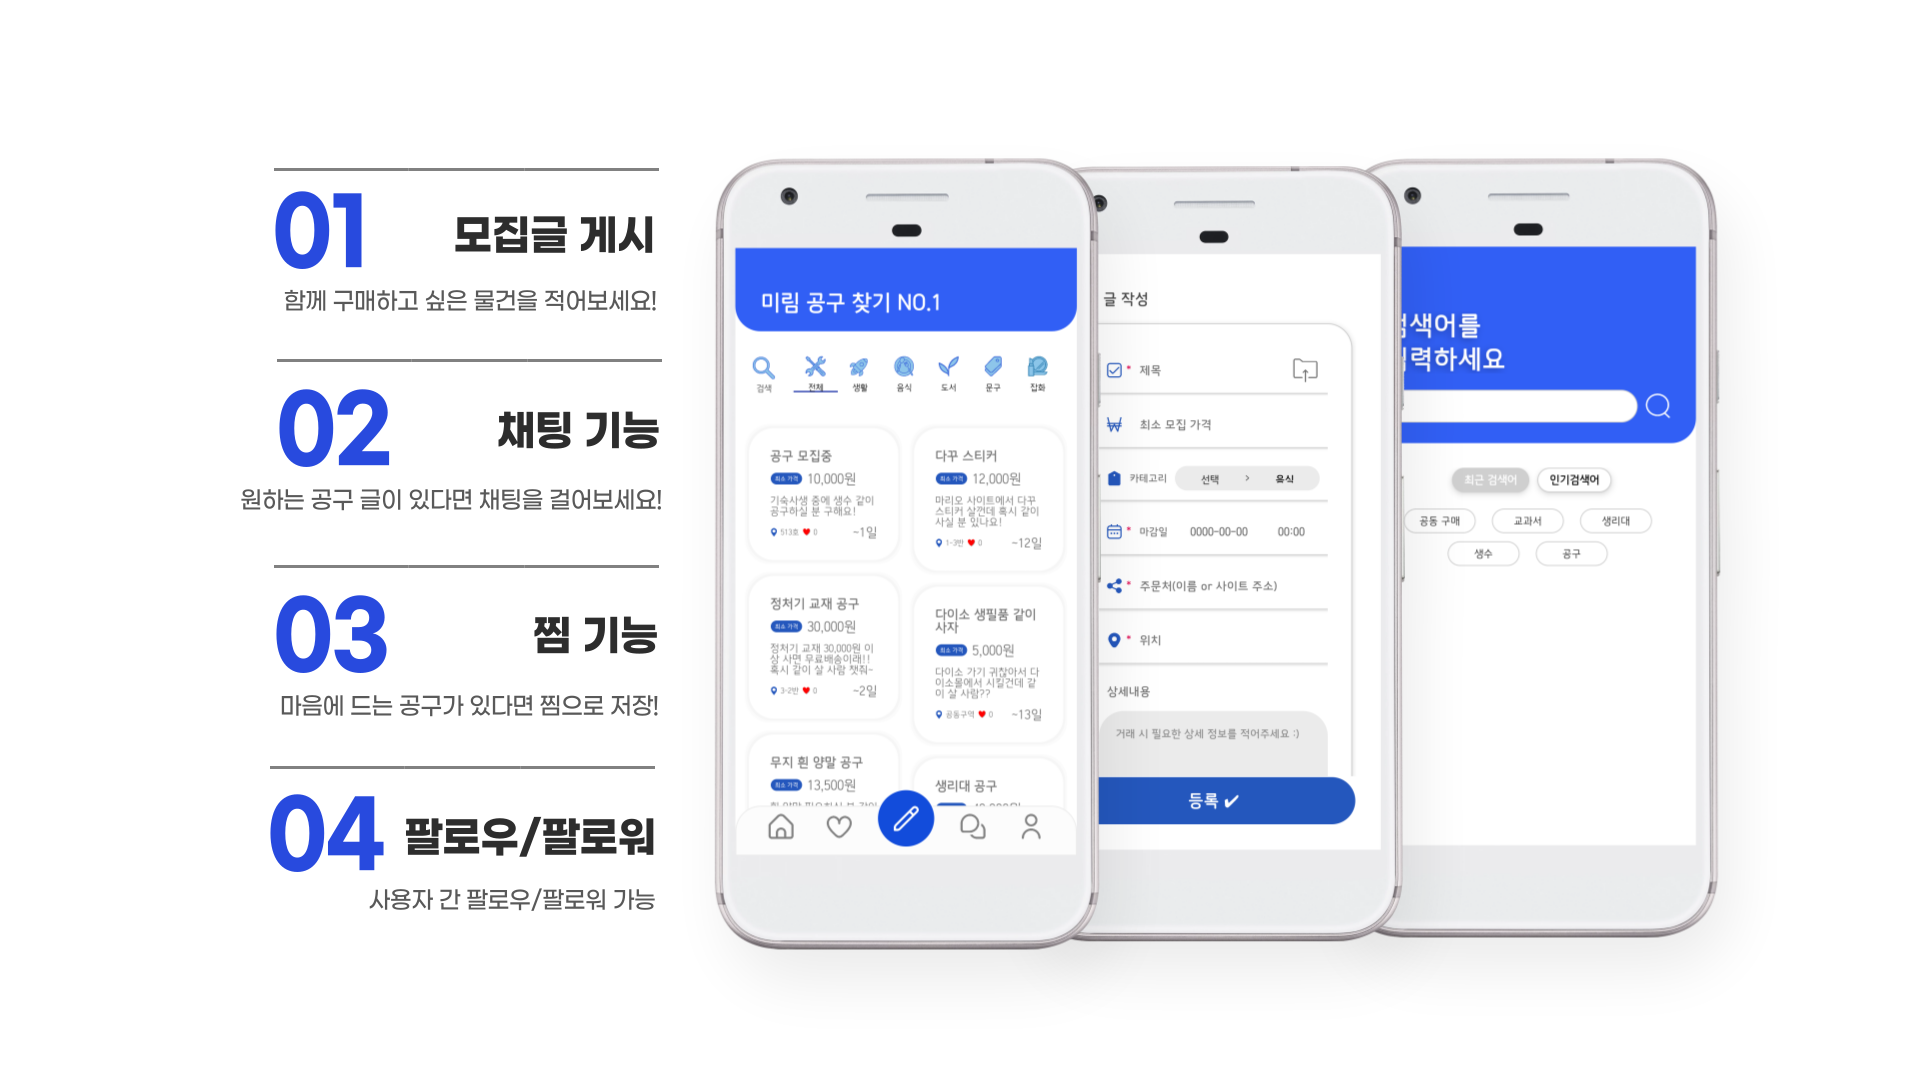 01
모집글 게시
함께 구매하고 싶은 물건을 적어보세요!
02
채팅 기능
원하는 공구 글이 있다면 채팅을 걸어보세요!
03
찜 기능
마음에 드는 공구가 있다면 찜으로 저장!
04
팔로우/팔로워
사용자 간 팔로우/팔로워 가능
미림 공구 찾기 NO.1
검색
전체
생활
음식
도서
문구
잡화
공구 모집중
최소 가격 10,000원
기숙사생 중에 생수 같이
공구하실 분 구해요!
513호 0 ~1일
정처기 교재 공구
최소 가격 30,000원
정처기 교재 30,000원 이
상 사면 무료배송이래!!
혹시 같이 살 사람 챗줘~
3-2반 0 ~2일
무지 흰 양말 공구
최소 가격 13,500원
다꾸 스티커
최소 가격 12,000원
마리오 사이트에서 다꾸
스티커 살껀데 혹시 같이
사실 분 있나요!
1-3반 0 ~12일
다이소 생필품 같이
사자
최소 가격 5,000원
다이소 가기 귀찮아서 다
이소몰에서 시킬건데 같
이 살 사람??
공동구역 0 ~13일
생리대 공구
글 작성
* 제목
최소 모집 가격
카테고리 선택 > 음식
* 마감일 0000-00-00 00:00
* 주문처(이름 or 사이트 주소)
* 위치
상세내용
거래 시 필요한 상세 정보를 적어주세요 :)
등록 ✔
색어를
력하세요
최근 검색어
인기검색어
공동 구매
교과서
생리대
생수
공구